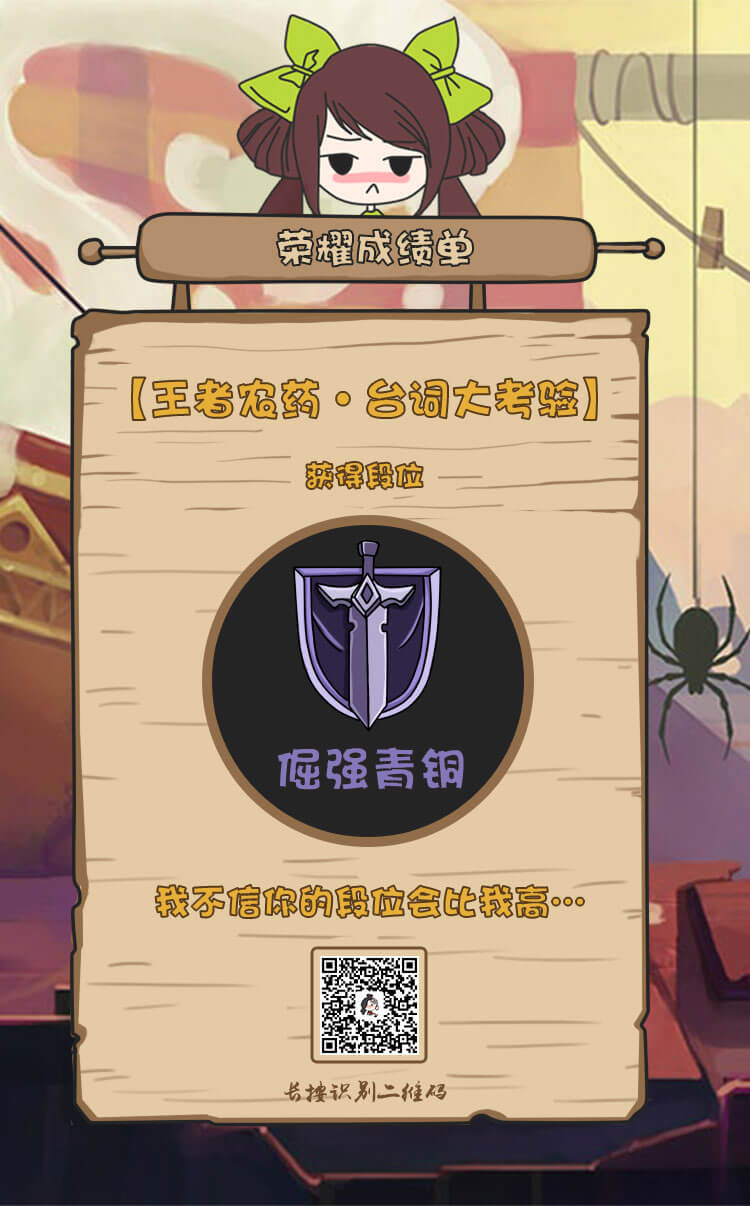 荣耀成绩单
【王者农药·台词大考验】
获得段位
倔强青铜
我不信你的段位会比我高…
长按识别二维码